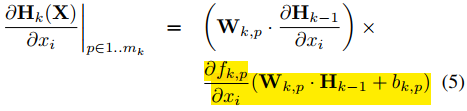 ∂H_k(X)/∂x_i |_{p∈1..m_k} = (W_{k,p} · ∂H_{k−1}/∂x_i) ×
∂f_{k,p}/∂x_i (W_{k,p} · H_{k−1} + b_{k,p}) (5)